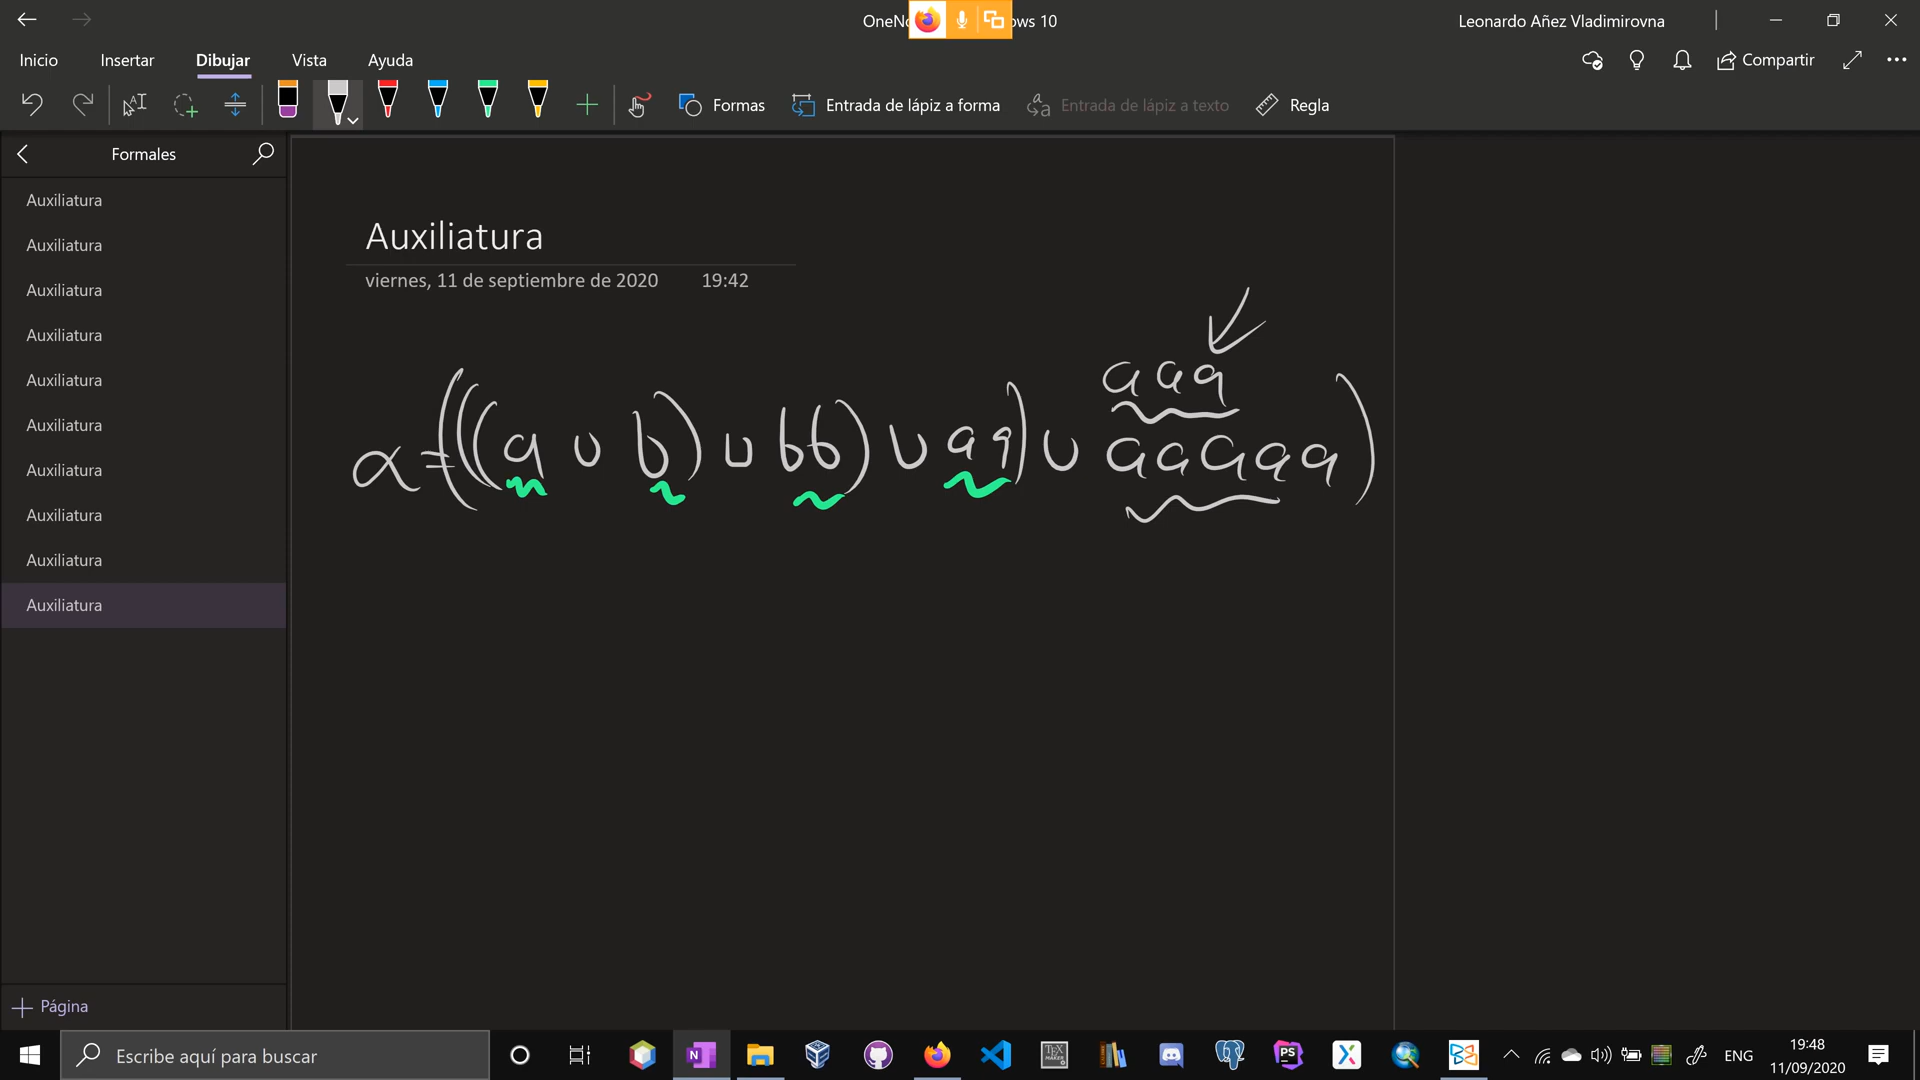 OneNo
ows 10
Leonardo Añez Vladimirovna
Inicio Insertar Dibujar Vista Ayuda
Compartir
Formas Entrada de lápiz a forma Entrada de lápiz a texto Regla
Formales
Auxiliatura
Auxiliatura
Auxiliatura
Auxiliatura
Auxiliatura
Auxiliatura
Auxiliatura
Auxiliatura
Auxiliatura
Auxiliatura
Página
Auxiliatura
viernes, 11 de septiembre de 2020 19:42
aaa
α=(((a ∪ b) ∪ bb) ∪ aa) ∪ aaaaa)
Escribe aquí para buscar
ENG
19:48
11/09/2020